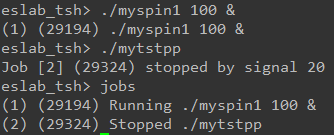 eslab_tsh> ./myspin1 100 &
(1) (29194) ./myspin1 100 &
eslab_tsh> ./mytstpp
Job [2] (29324) stopped by signal 20
eslab_tsh> jobs
(1) (29194) Running ./myspin1 100 &
(2) (29324) Stopped ./mytstpp